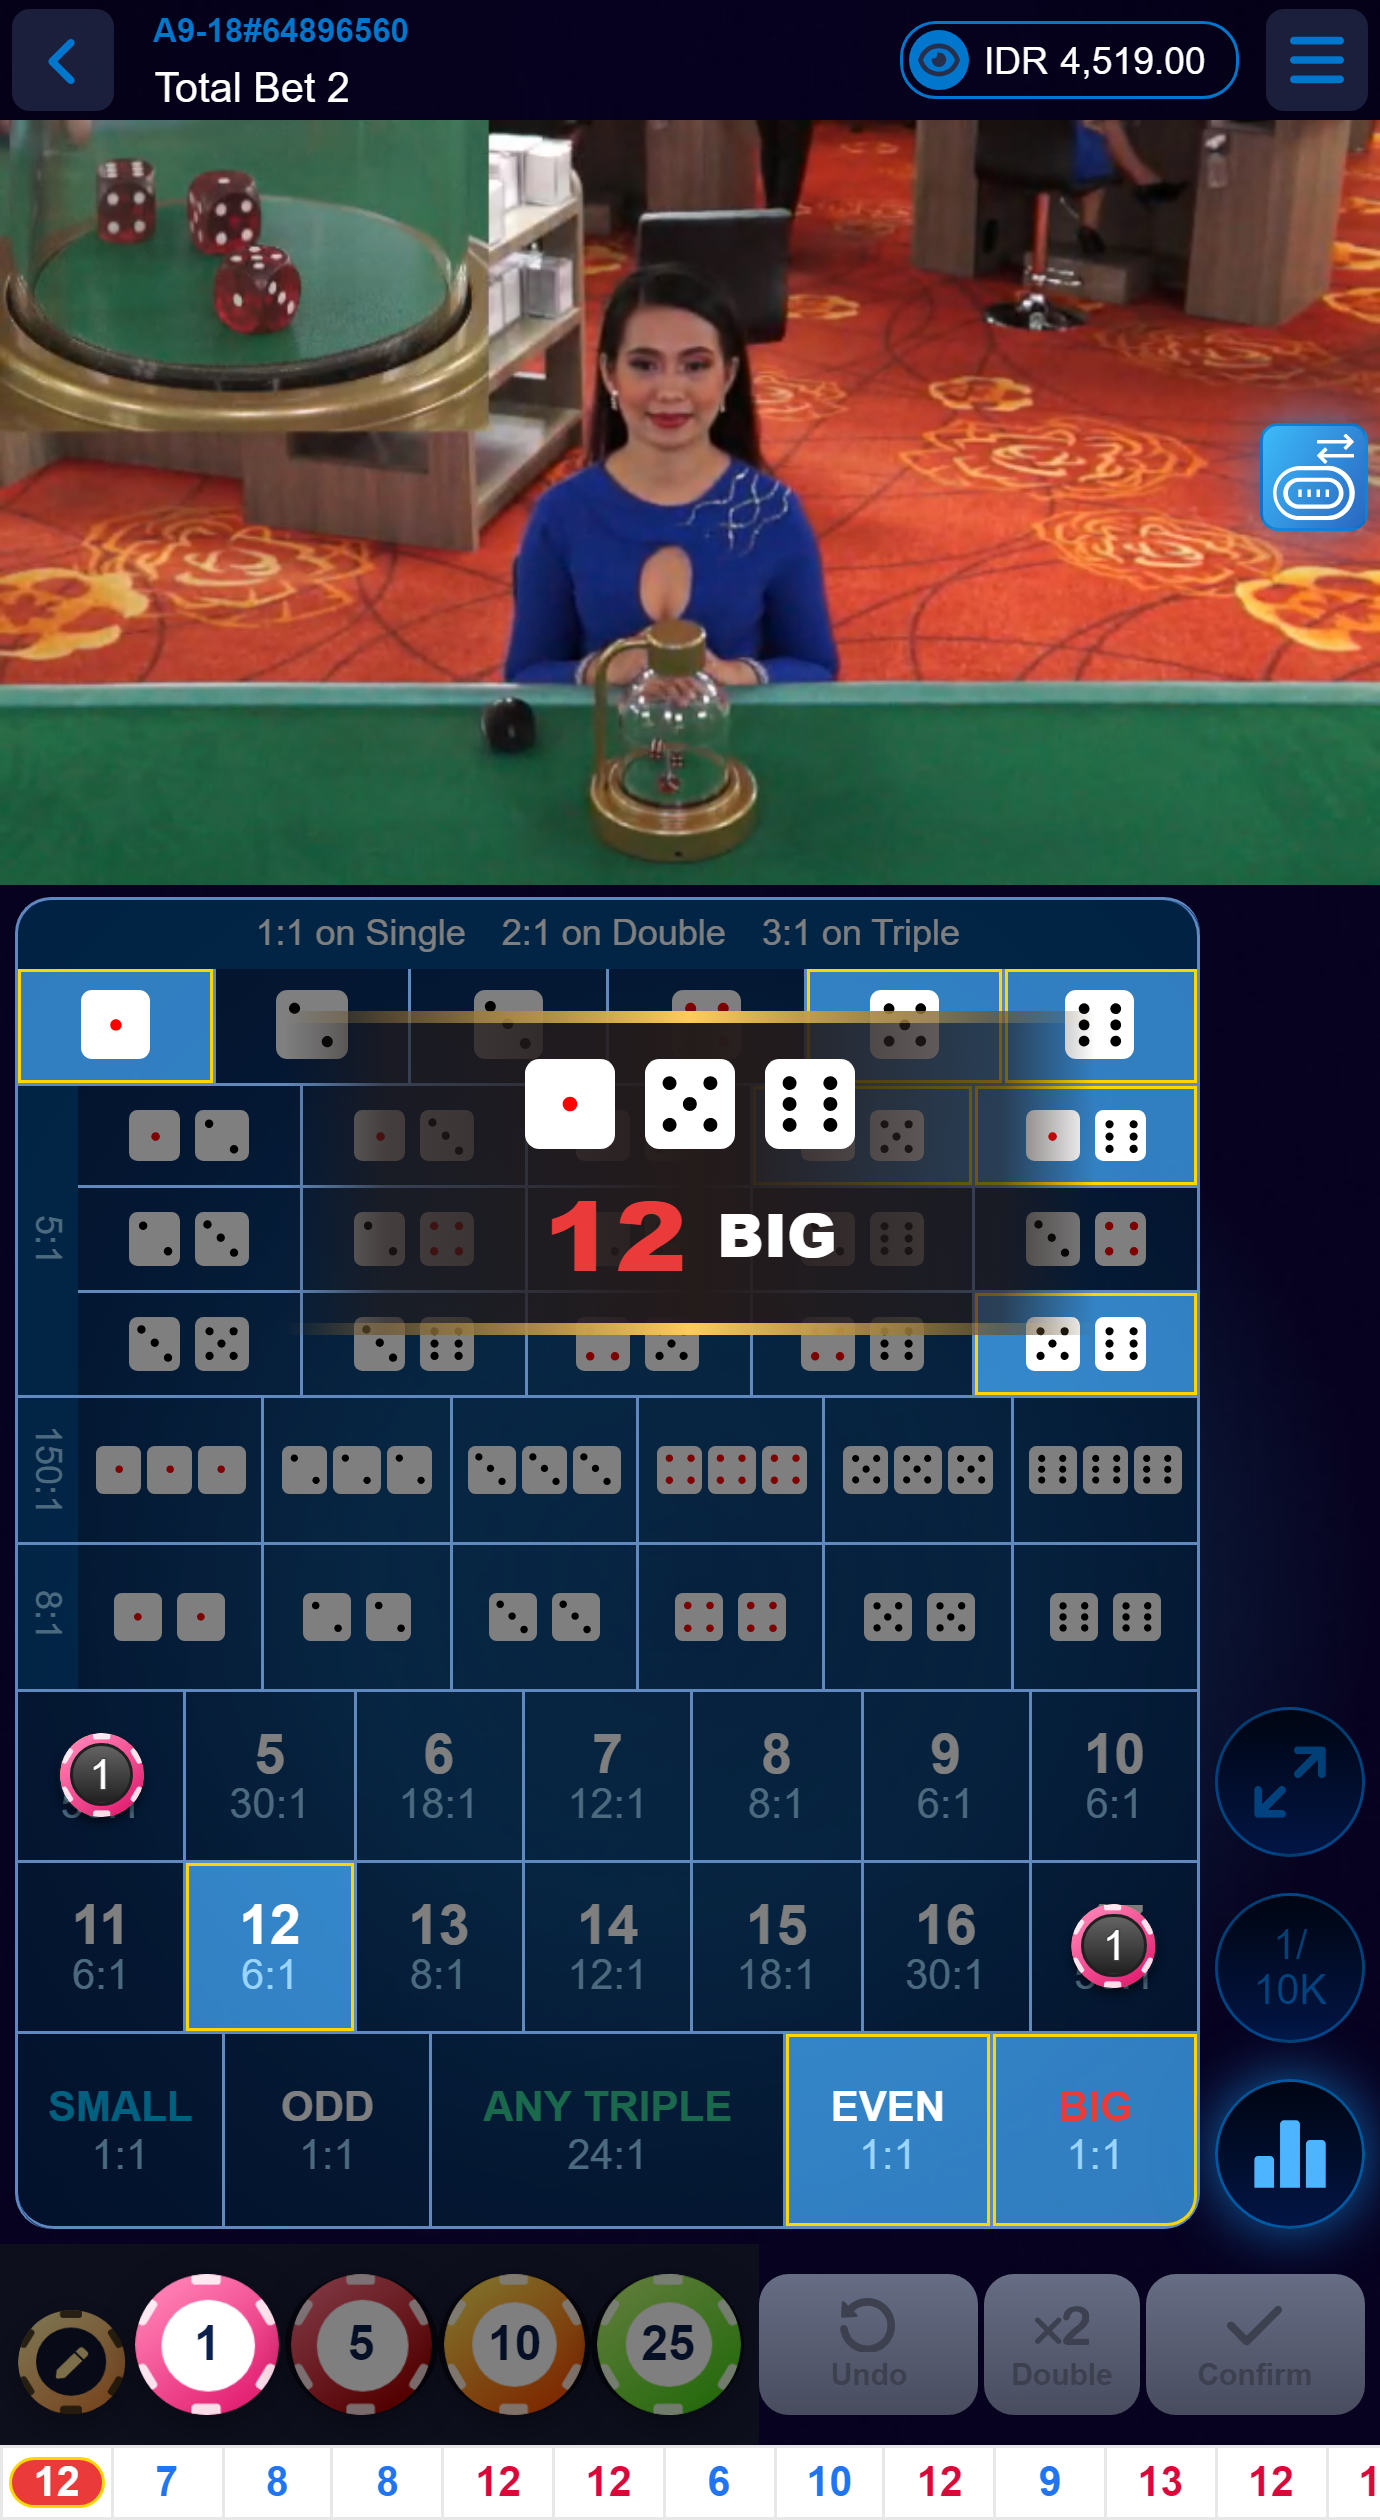 A9-18#64896560
Total Bet 2
IDR 4,519.00
1:1 on Single 2:1 on Double 3:1 on Triple
12 BIG
5:1
150:1
8:1
1
5 30:1
6 18:1
7 12:1
8 8:1
9 6:1
10 6:1
11 6:1
12 6:1
13 8:1
14 12:1
15 18:1
16 30:1
1
1/
10K
SMALL 1:1
ODD 1:1
ANY TRIPLE 24:1
EVEN 1:1
BIG 1:1
1 5 10 25
Undo
x2
Double
Confirm
12 7 8 8 12 12 6 10 12 9 13 12